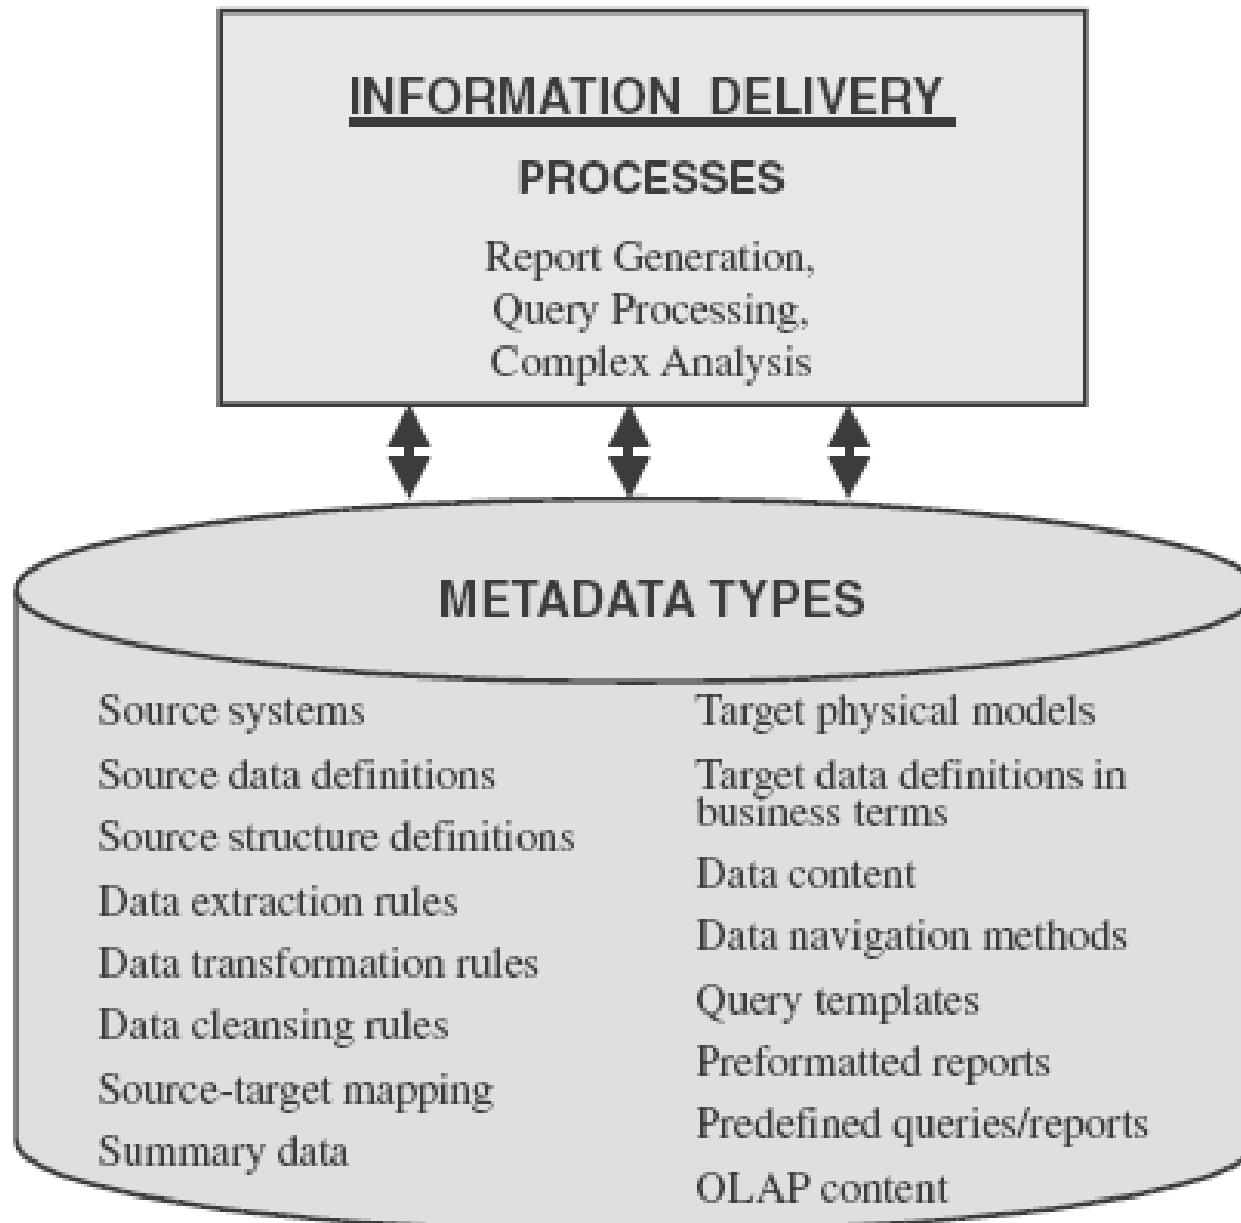 INFORMATION DELIVERY
PROCESSES
Report Generation,
Query Processing,
Complex Analysis
METADATA TYPES
Source systems
Source data definitions
Source structure definitions
Data extraction rules
Data transformation rules
Data cleansing rules
Source-target mapping
Summary data
Target physical models
Target data definitions in
business terms
Data content
Data navigation methods
Query templates
Preformatted reports
Predefined queries/reports
OLAP content